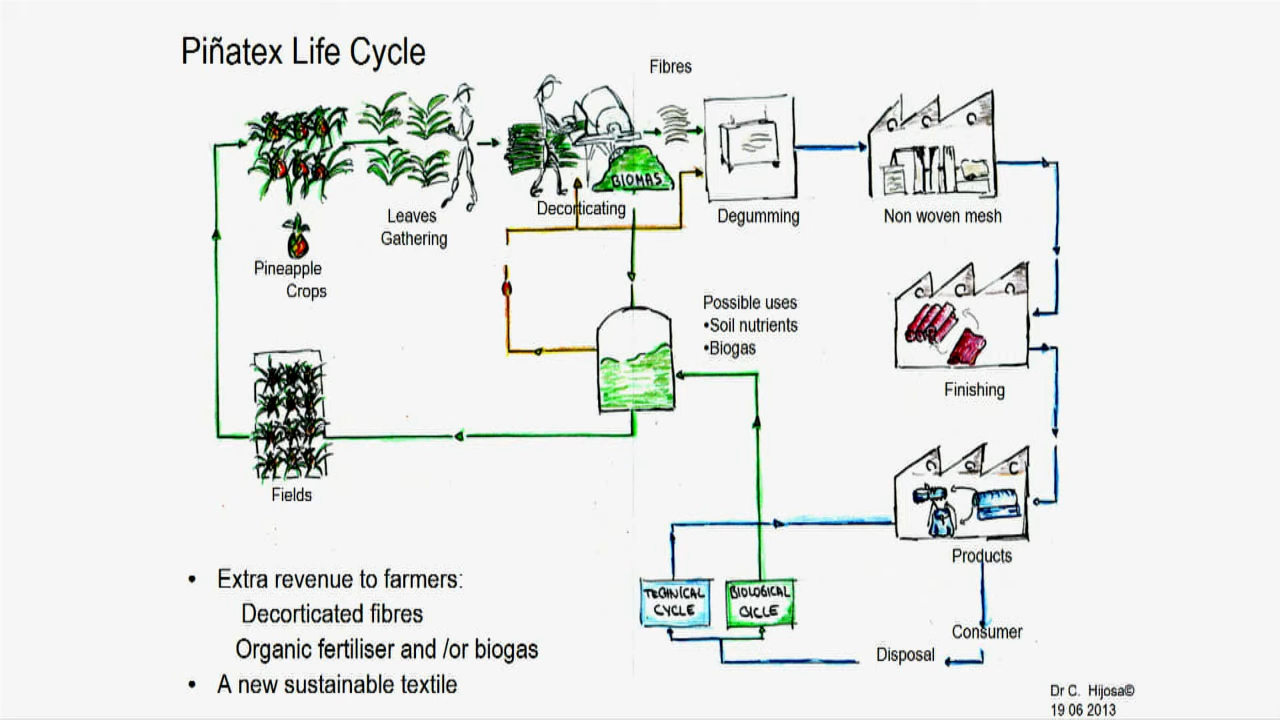 Piñatex Life Cycle
Fibres
BIOMAS
Leaves
Gathering
Decorticating
Degumming
Non woven mesh
Pineapple
Crops
Possible uses
•Soil nutrients
•Biogas
Finishing
Fields
Products
TECHNICAL
CYCLE
BIOLOGICAL
CICLE
Consumer
Disposal
• Extra revenue to farmers:
Decorticated fibres
Organic fertiliser and /or biogas
• A new sustainable textile
Dr C. Hijosa©
19 06 2013